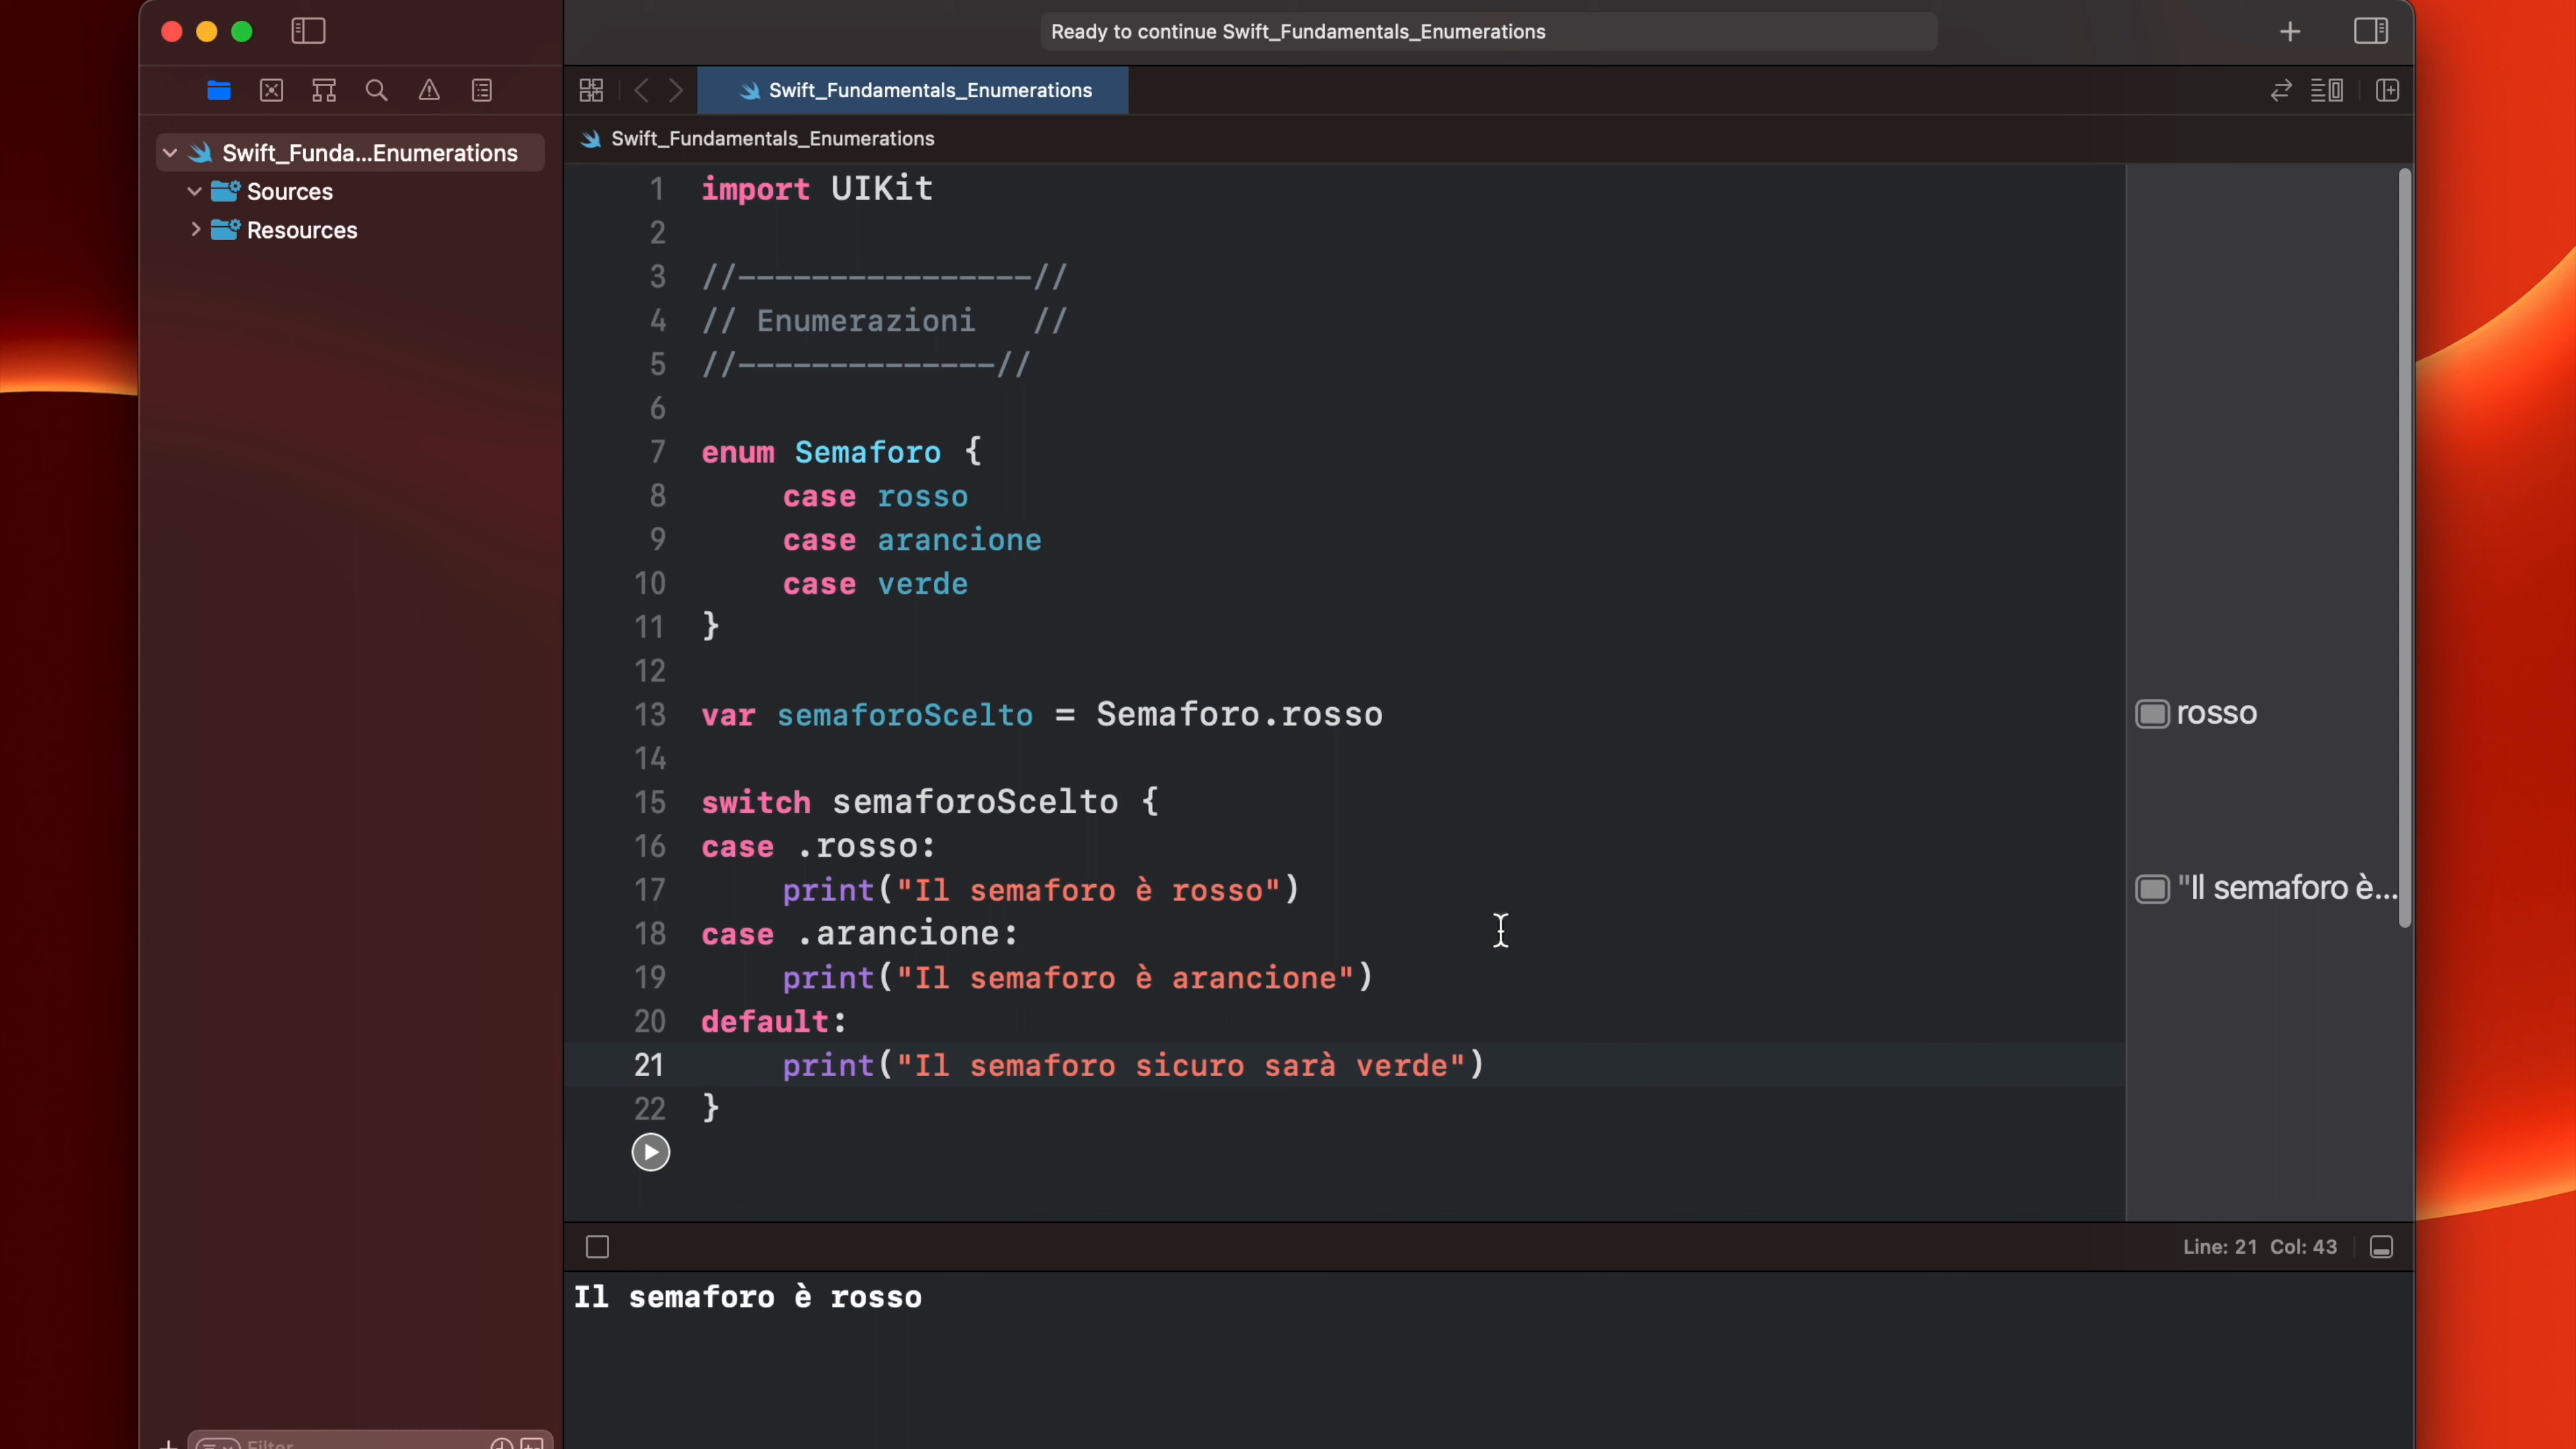 Ready to continue Swift_Fundamentals_Enumerations
Swift_Fundamentals_Enumerations
Swift_Funda...Enumerations
Sources
Resources
Swift_Fundamentals_Enumerations
1 import UIKit
2
3 //----------------//
4 // Enumerazioni   //
5 //--------------//
6
7 enum Semaforo {
8     case rosso
9     case arancione
10     case verde
11 }
12
13 var semaforoScelto = Semaforo.rosso
rosso
14
15 switch semaforoScelto {
16 case .rosso:
17     print("Il semaforo è rosso")
"Il semaforo è...
18 case .arancione:
19     print("Il semaforo è arancione")
20 default:
21     print("Il semaforo sicuro sarà verde")
22 }
Line: 21 Col: 43
Il semaforo è rosso
Filter